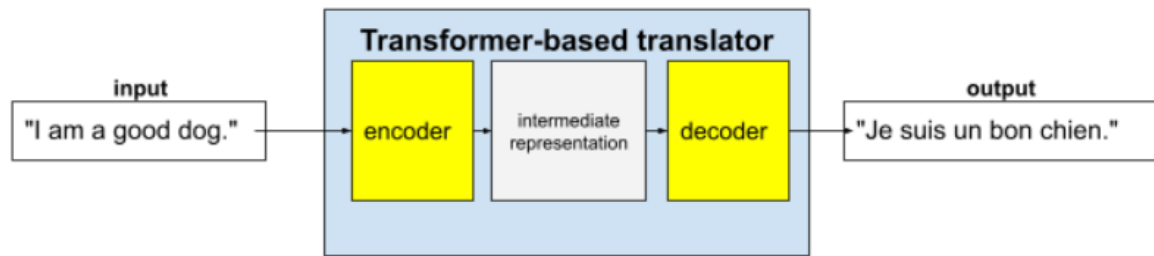 Transformer-based translator
input
"I am a good dog."
encoder
intermediate
representation
decoder
output
"Je suis un bon chien."